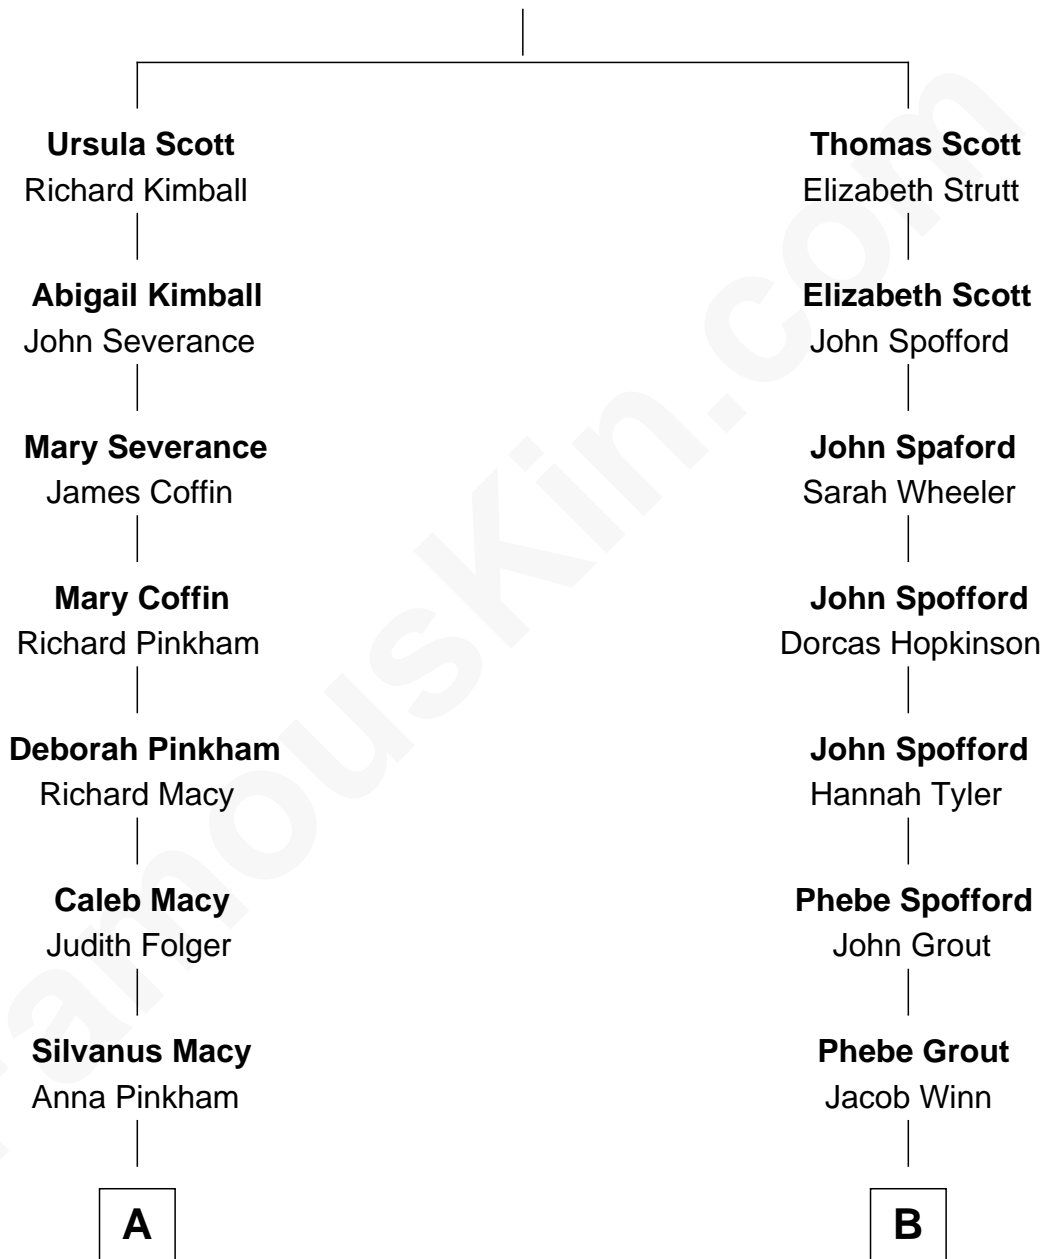 Ursula Scott
Richard Kimball
Abigail Kimball
John Severance
Mary Severance
James Coffin
Mary Coffin
Richard Pinkham
Deborah Pinkham
Richard Macy
Caleb Macy
Judith Folger
Silvanus Macy
Anna Pinkham
A
Thomas Scott
Elizabeth Strutt
Elizabeth Scott
John Spofford
John Spaford
Sarah Wheeler
John Spofford
Dorcas Hopkinson
John Spofford
Hannah Tyler
Phebe Spofford
John Grout
Phebe Grout
Jacob Winn
B
FamousKin.com